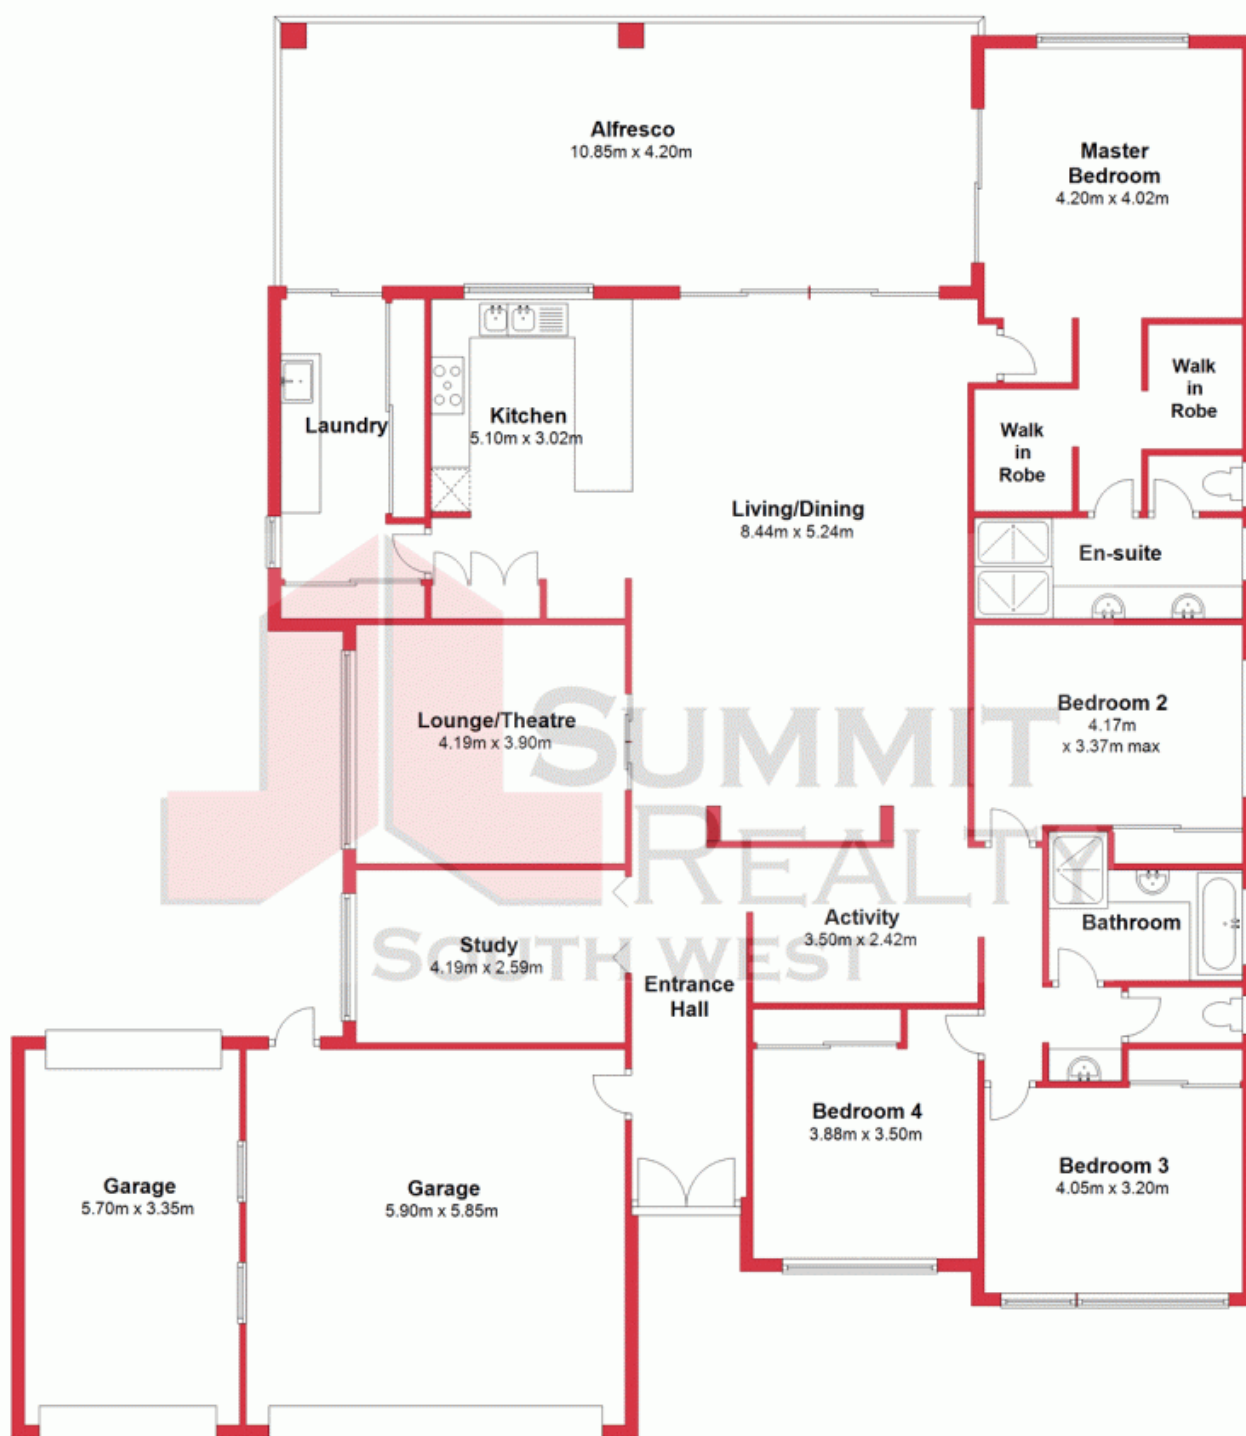 Alfresco
10.85m x 4.20m
Master
Bedroom
4.20m x 4.02m
Walk
in
Robe
Kitchen
5.10m x 3.02m
Laundry
Walk
in
Robe
Living/Dining
8.44m x 5.24m
En-suite
Lounge/Theatre
4.19m x 3.90m
Bedroom 2
4.17m
x 3.37m max
SUMMIT
REALTY
SOUTH WEST
Activity
3.50m x 2.42m
Bathroom
Study
4.19m x 2.59m
Entrance
Hall
Bedroom 4
3.88m x 3.50m
Bedroom 3
4.05m x 3.20m
Garage
5.70m x 3.35m
Garage
5.90m x 5.85m